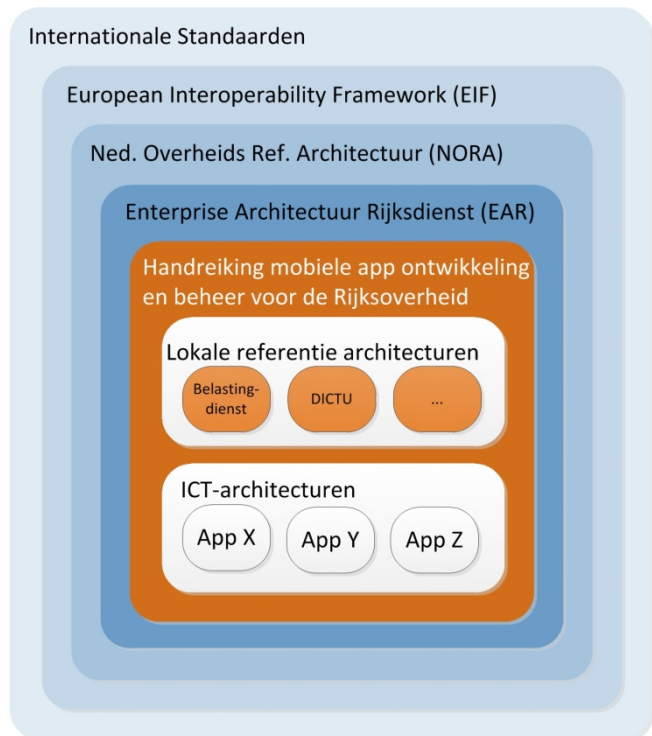 Internationale Standaarden
European Interoperability Framework (EIF)
Ned. Overheids Ref. Architectuur (NORA)
Enterprise Architectuur Rijksdienst (EAR)
Handreiking mobiele app ontwikkeling
en beheer voor de Rijksoverheid
Lokale referentie architecturen
Belasting-
dienst
DICTU
...
ICT-architecturen
App X
App Y
App Z